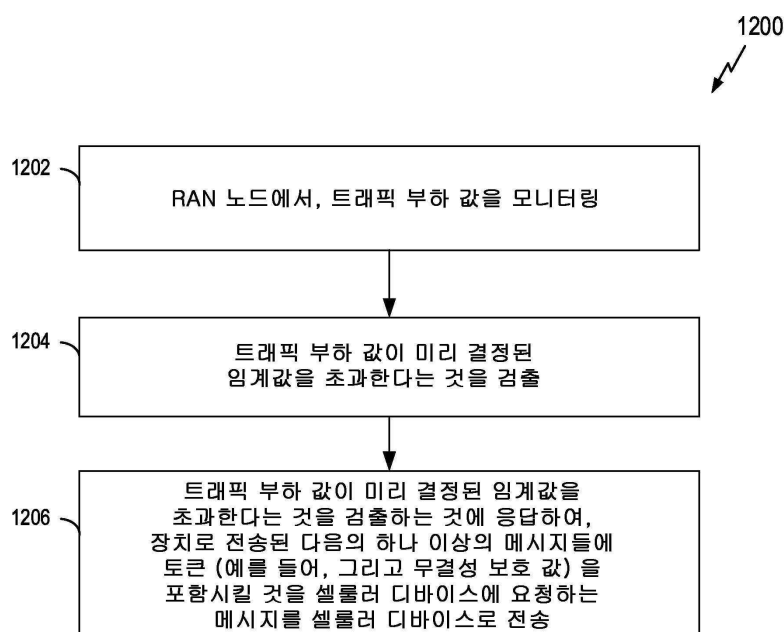 1200
1202
RAN 노드에서, 트래픽 부하 값을 모니터링
1204
트래픽 부하 값이 미리 결정된
임계값을 초과한다는 것을 검출
1206
트래픽 부하 값이 미리 결정된 임계값을
초과한다는 것을 검출하는 것에 응답하여,
장치로 전송된 다음의 하나 이상의 메시지들에
토큰 (예를 들어, 그리고 무결성 보호 값) 을
포함시킬 것을 셀룰러 디바이스에 요청하는
메시지를 셀룰러 디바이스로 전송